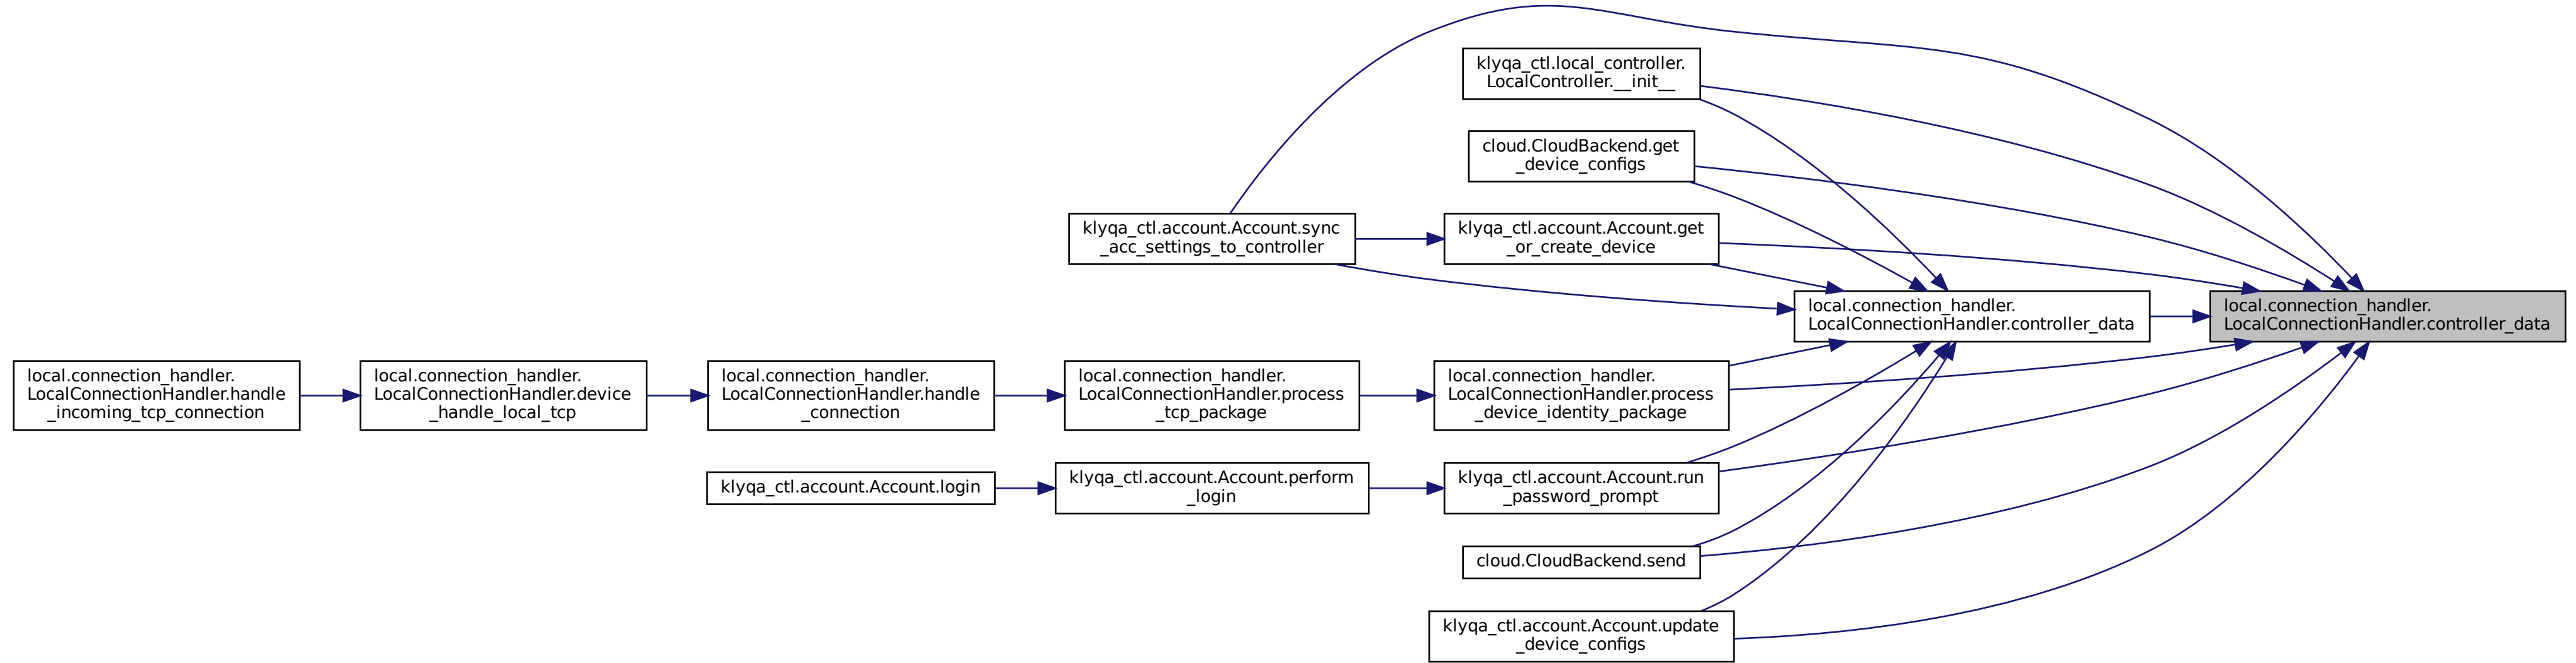 klyqa_ctl.local_controller.
LocalController.__init__
cloud.CloudBackend.get
_device_configs
klyqa_ctl.account.Account.sync
_acc_settings_to_controller
klyqa_ctl.account.Account.get
_or_create_device
local.connection_handler.
LocalConnectionHandler.controller_data
local.connection_handler.
LocalConnectionHandler.controller_data
local.connection_handler.
LocalConnectionHandler.handle
_incoming_tcp_connection
local.connection_handler.
LocalConnectionHandler.device
_handle_local_tcp
local.connection_handler.
LocalConnectionHandler.handle
_connection
local.connection_handler.
LocalConnectionHandler.process
_tcp_package
local.connection_handler.
LocalConnectionHandler.process
_device_identity_package
klyqa_ctl.account.Account.login
klyqa_ctl.account.Account.perform
_login
klyqa_ctl.account.Account.run
_password_prompt
cloud.CloudBackend.send
klyqa_ctl.account.Account.update
_device_configs